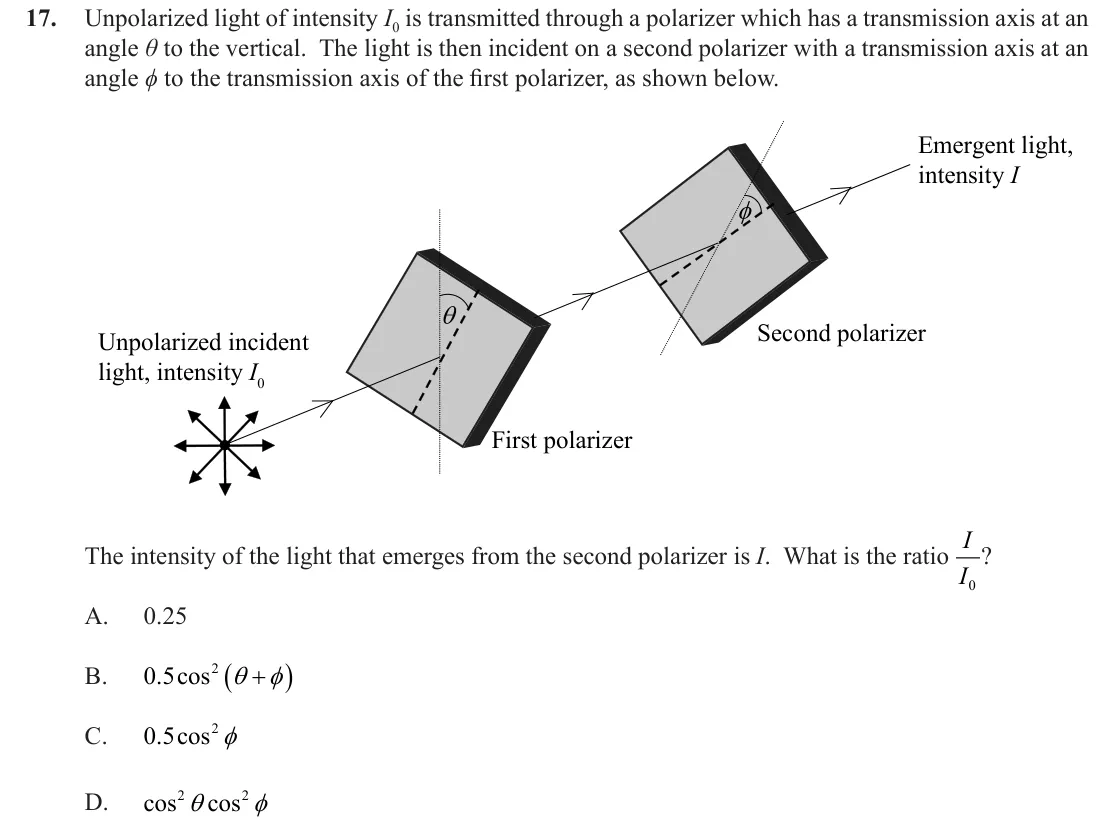 17. Unpolarized light of intensity I₀ is transmitted through a polarizer which has a transmission axis at an
angle θ to the vertical. The light is then incident on a second polarizer with a transmission axis at an
angle ϕ to the transmission axis of the first polarizer, as shown below.
Emergent light,
intensity I
ϕ
θ
Unpolarized incident
light, intensity I₀
Second polarizer
First polarizer
The intensity of the light that emerges from the second polarizer is I. What is the ratio I/I₀?
A. 0.25
B. 0.5cos²(θ+ϕ)
C. 0.5cos²ϕ
D. cos²θcos²ϕ